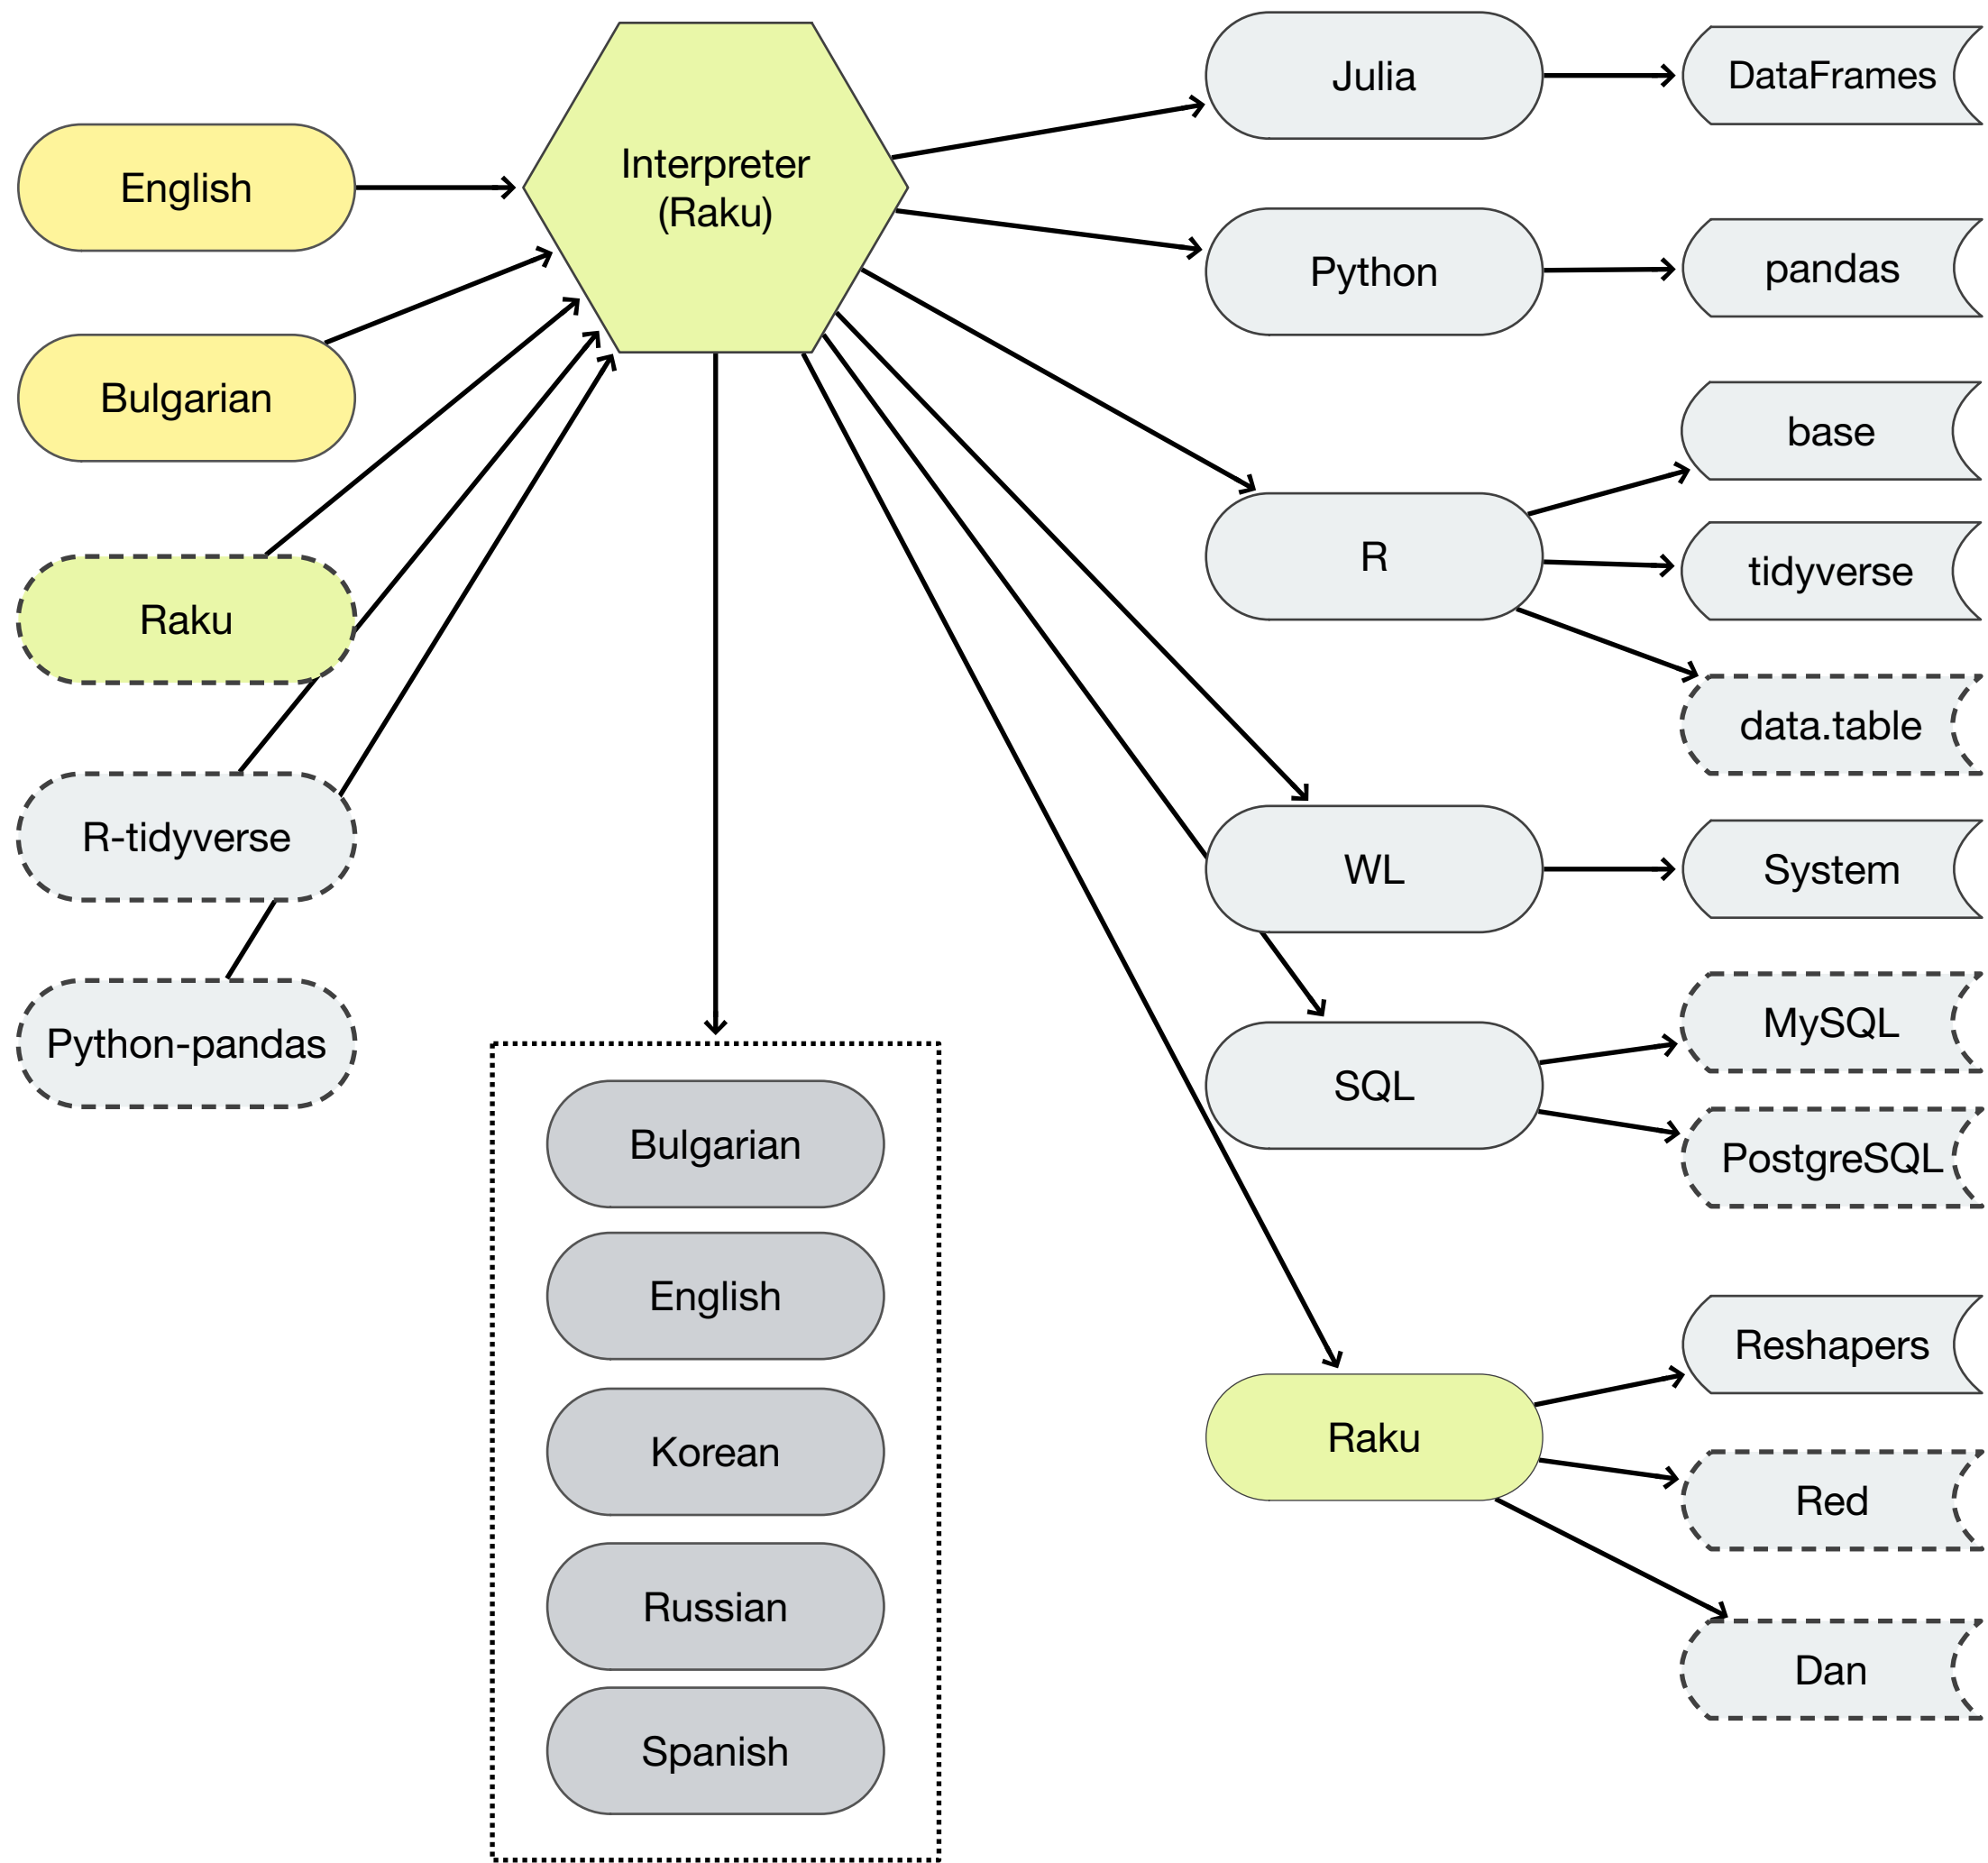 English
Bulgarian
Raku
R-tidyverse
Python-pandas
Interpreter
(Raku)
Bulgarian
English
Korean
Russian
Spanish
Julia
Python
R
WL
SQL
Raku
DataFrames
pandas
base
tidyverse
data.table
System
MySQL
PostgreSQL
Reshapers
Red
Dan